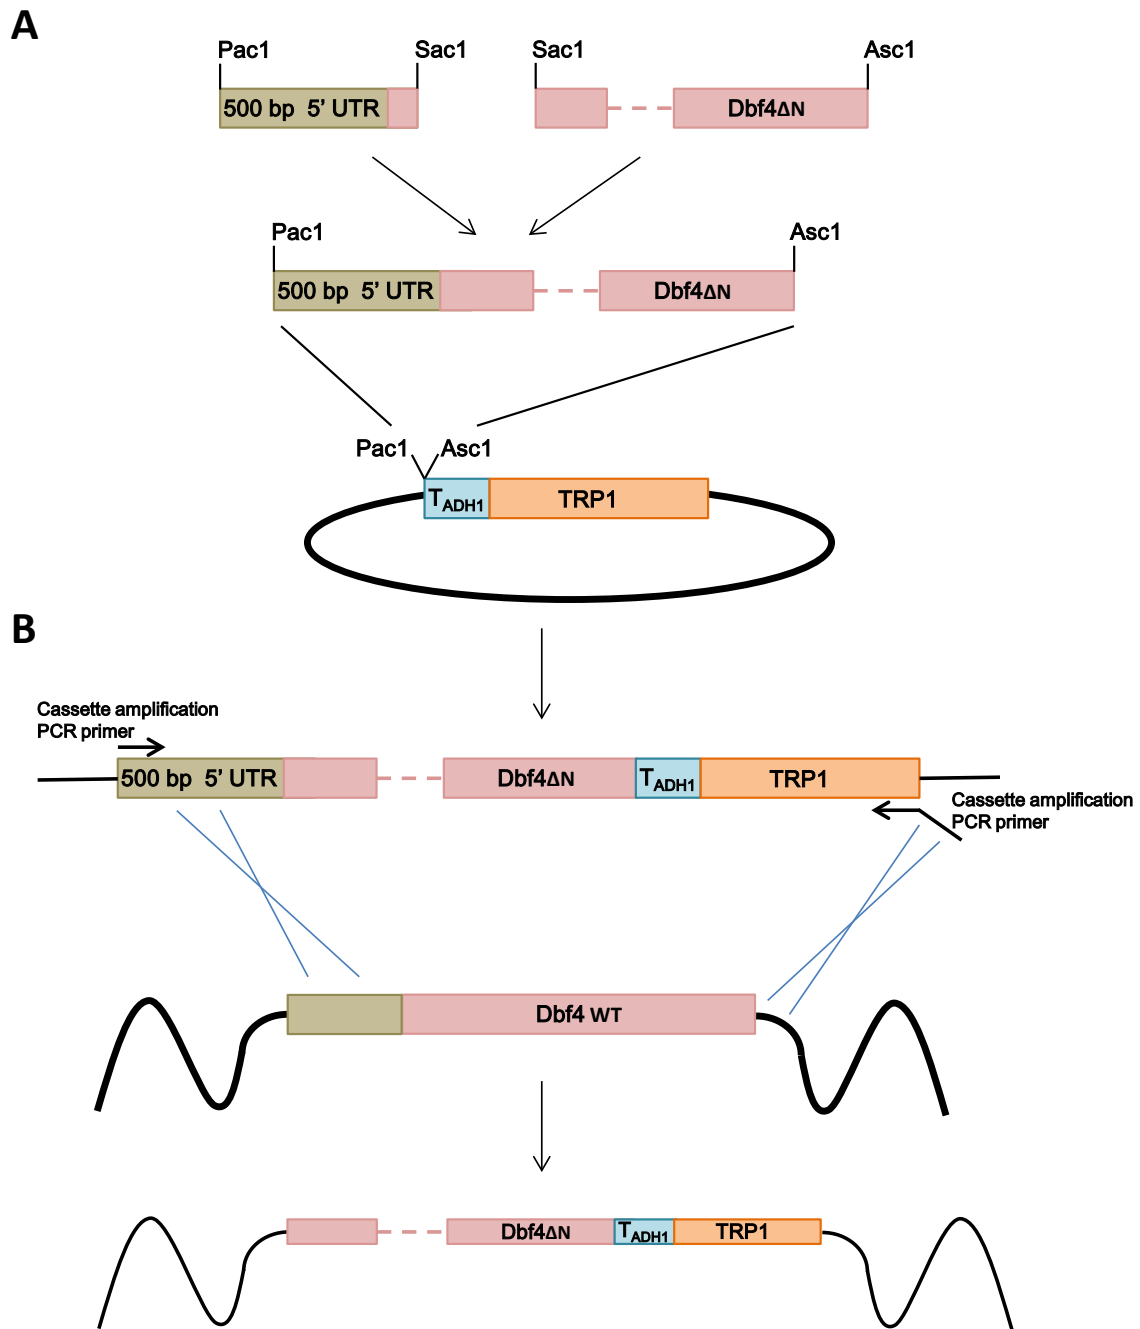 A
Pac1 Sac1 Sac1 Asc1
500 bp 5' UTR Dbf4ΔN
Pac1 Asc1
500 bp 5' UTR Dbf4ΔN
Pac1 Asc1
TADH1 TRP1
B
Cassette amplification
PCR primer
500 bp 5' UTR Dbf4ΔN TADH1 TRP1
Cassette amplification
PCR primer
Dbf4 WT
Dbf4ΔN TADH1 TRP1